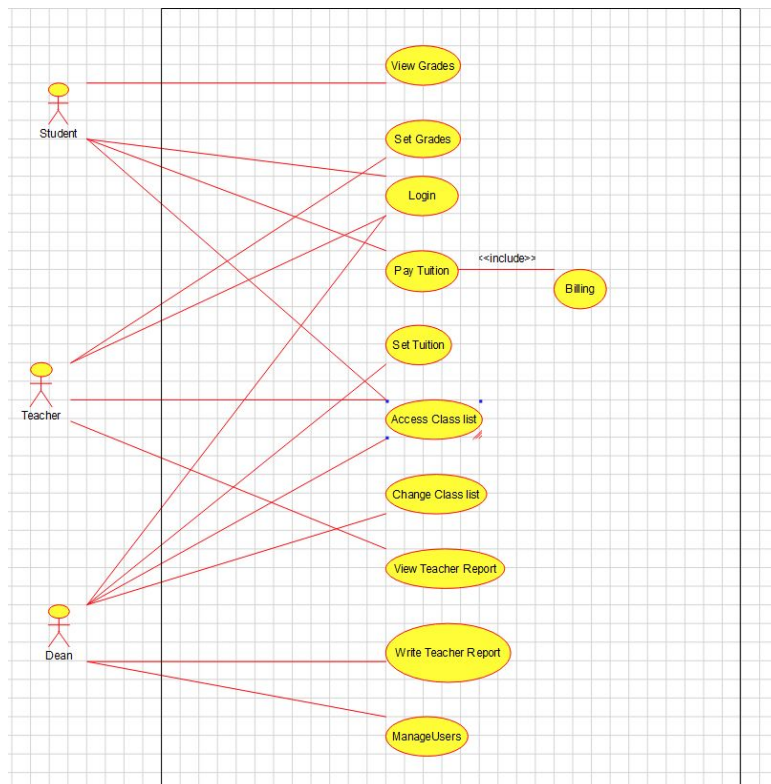 View Grades
Student
Set Grades
Login
<<include>>
Pay Tuition
Billing
Set Tuition
Teacher
Access Class list
Change Class list
View Teacher Report
Dean
Write Teacher Report
ManageUsers